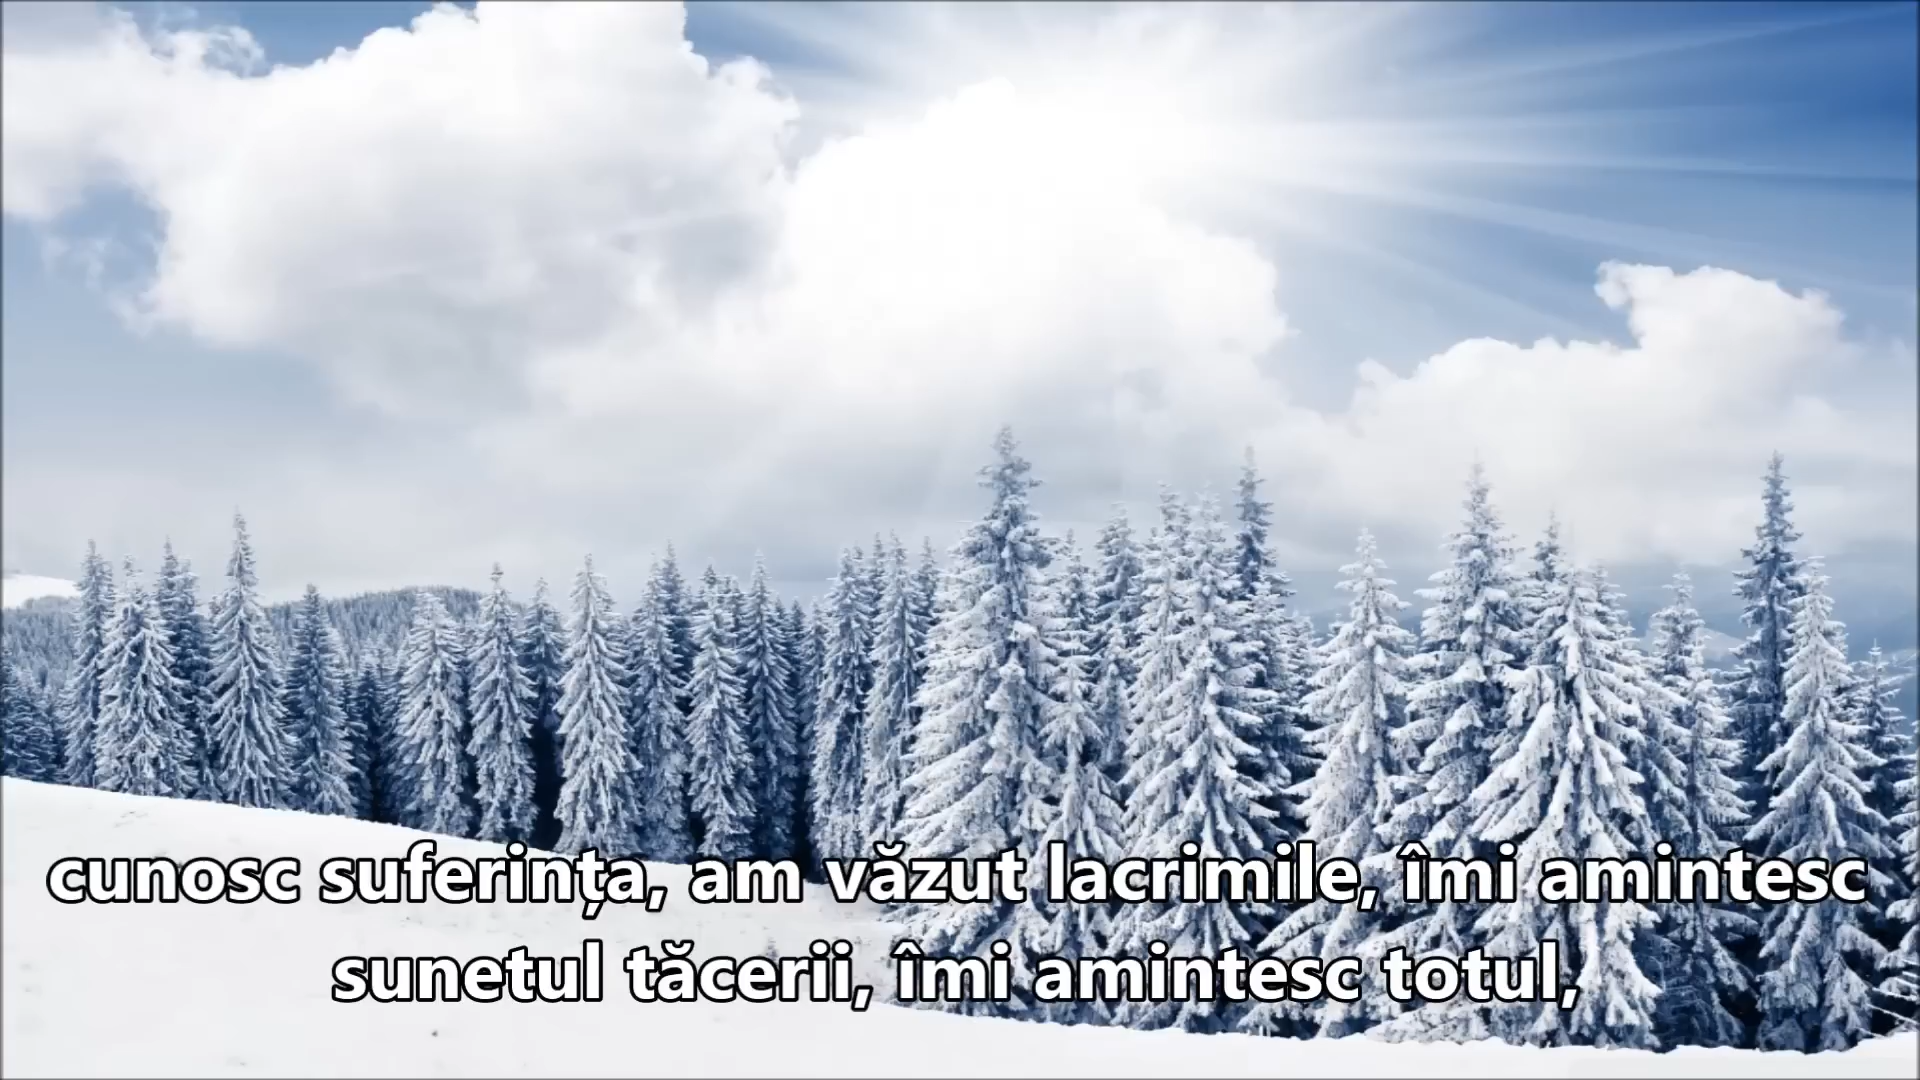 cunosc suferința, am văzut lacrimile, îmi amintesc
sunetul tăcerii, îmi amintesc totul,